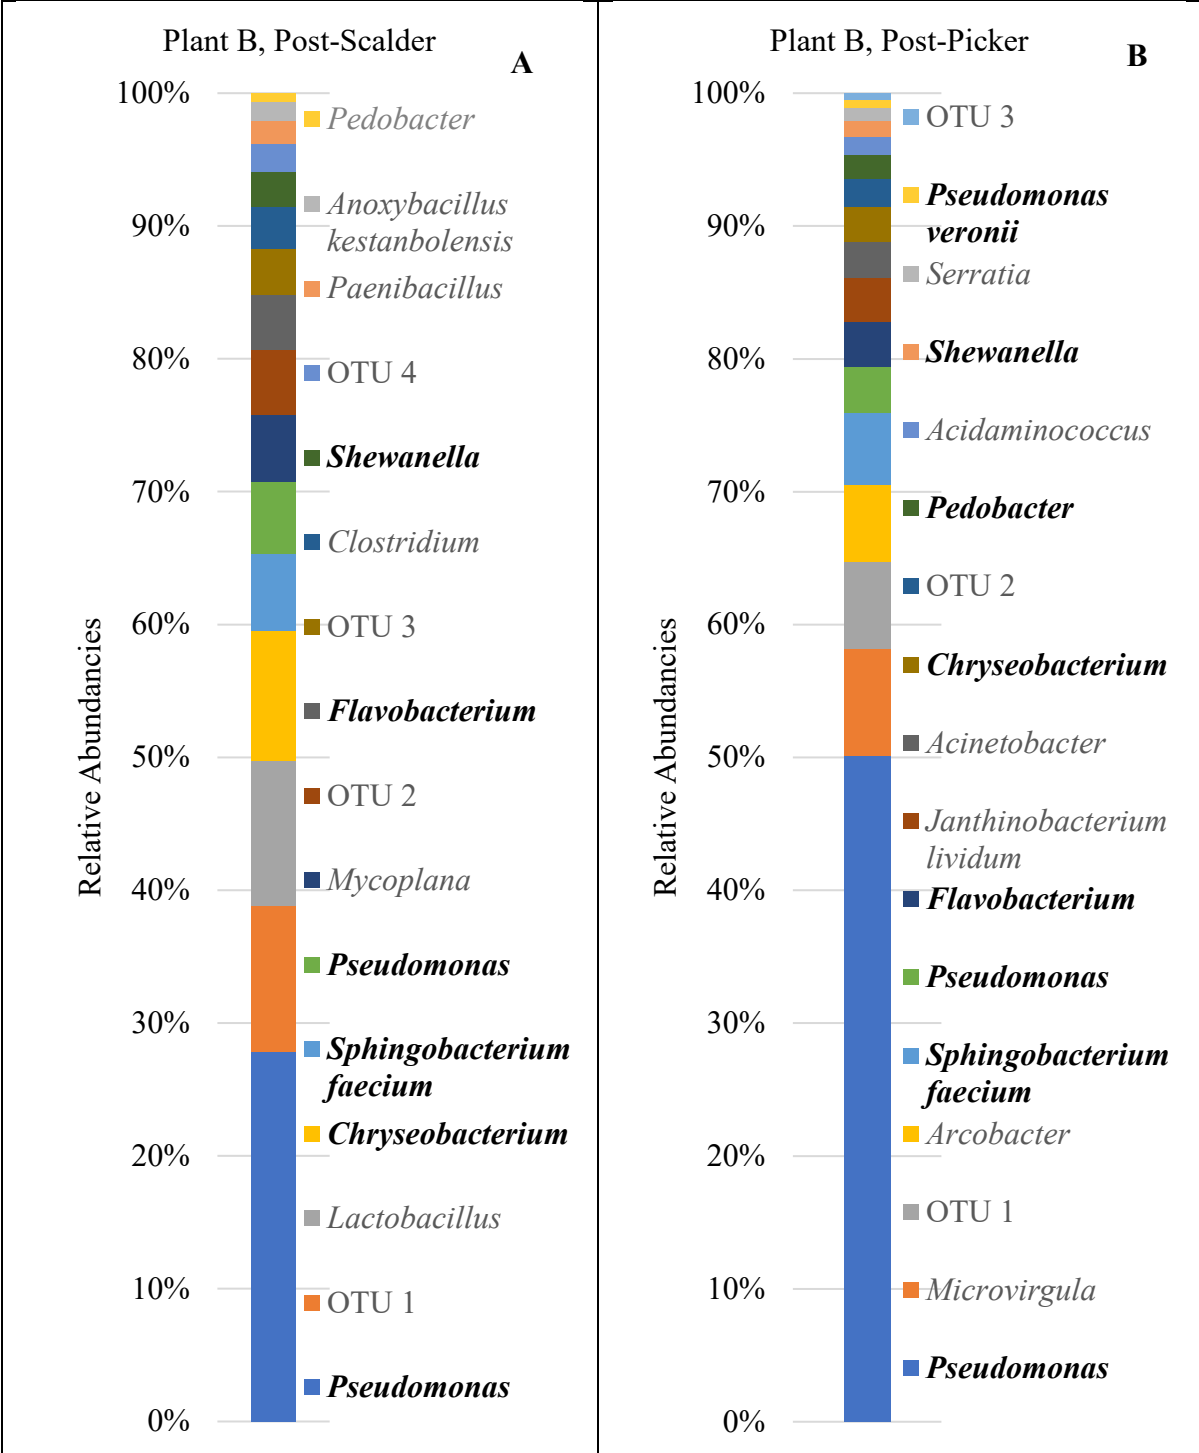 Plant B, Post-Scalder
A
100%
90%
80%
70%
60%
50%
40%
30%
20%
10%
0%
Relative Abundancies
Pedobacter
Anoxybacillus
kestanbolensis
Paenibacillus
OTU 4
Shewanella
Clostridium
OTU 3
Flavobacterium
OTU 2
Mycoplana
Pseudomonas
Sphingobacterium
faecium
Chryseobacterium
Lactobacillus
OTU 1
Pseudomonas
Plant B, Post-Picker
B
100%
90%
80%
70%
60%
50%
40%
30%
20%
10%
0%
Relative Abundancies
OTU 3
Pseudomonas
veronii
Serratia
Shewanella
Acidaminococcus
Pedobacter
OTU 2
Chryseobacterium
Acinetobacter
Janthinobacterium
lividum
Flavobacterium
Pseudomonas
Sphingobacterium
faecium
Arcobacter
OTU 1
Microvirgula
Pseudomonas